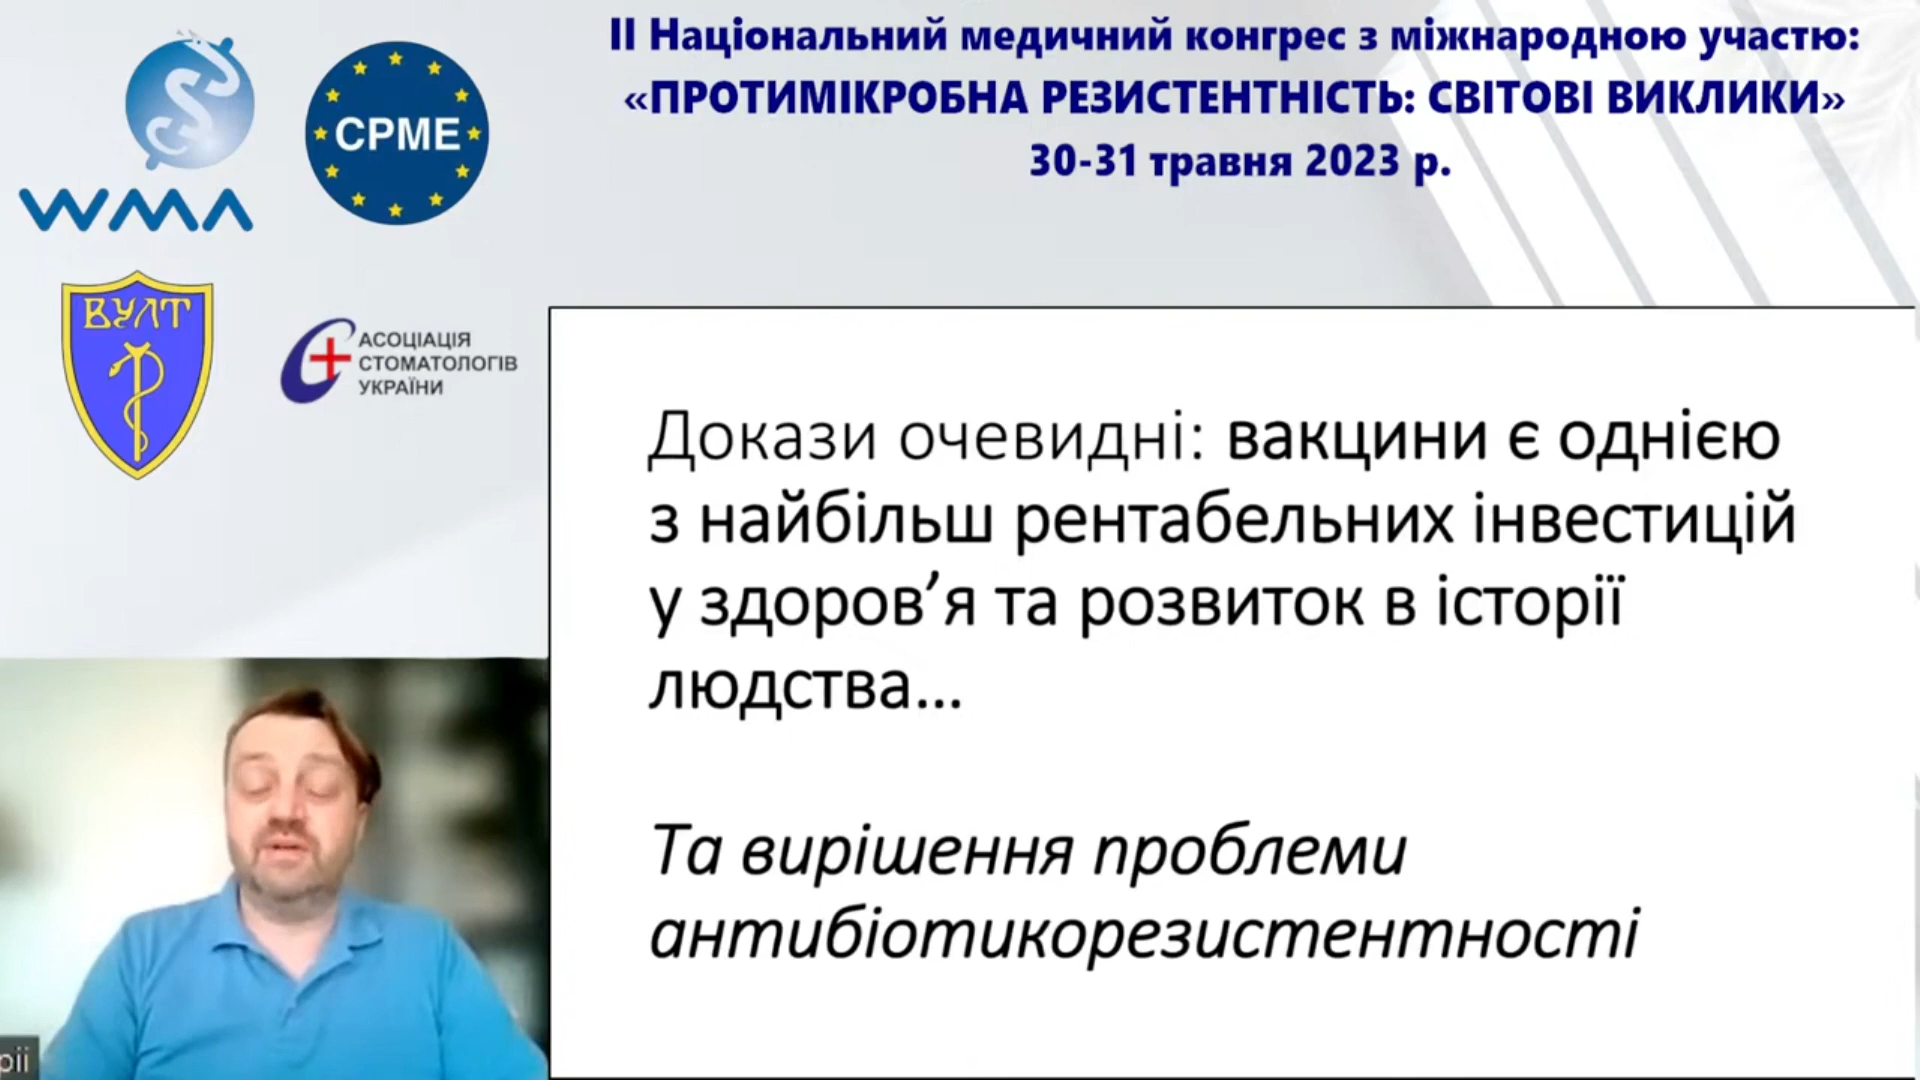 ІІ Національний медичний конгрес з міжнародною участю:
«ПРОТИМІКРОБНА РЕЗИСТЕНТНІСТЬ: СВІТОВІ ВИКЛИКИ»
30-31 травня 2023 р.
WMA
CPME
ВУЛТ
АСОЦІАЦІЯ
СТОМАТОЛОГІВ
УКРАЇНИ
Докази очевидні: вакцини є однією
з найбільш рентабельних інвестицій
у здоров’я та розвиток в історії
людства...
Та вирішення проблеми
антибіотикорезистентності